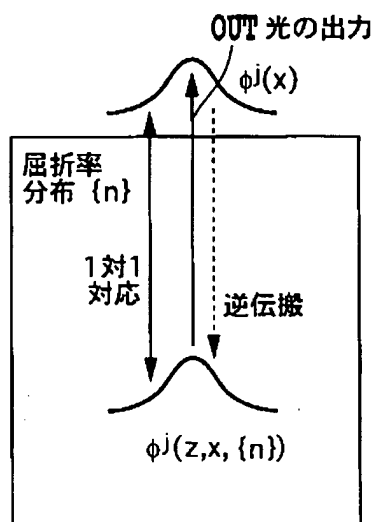 OUT 光の出力
φj(x)
屈折率
分布 {n}
1対1
対応
逆伝搬
φj(z,x, {n})